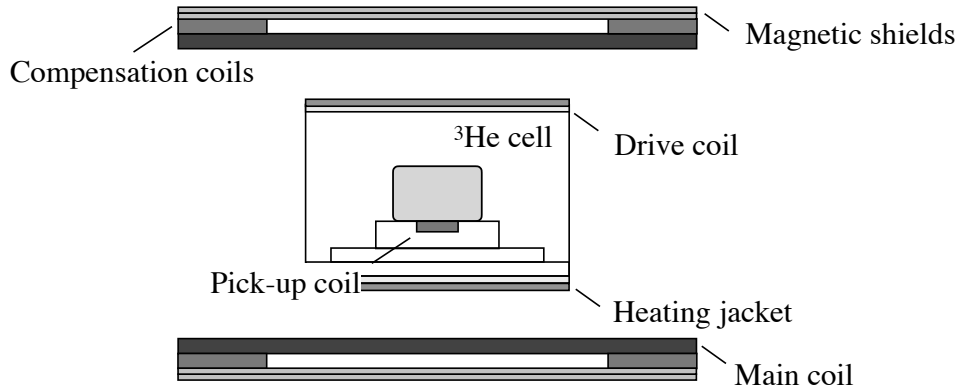 Magnetic shields
Compensation coils
³He cell
Drive coil
Pick-up coil
Heating jacket
Main coil